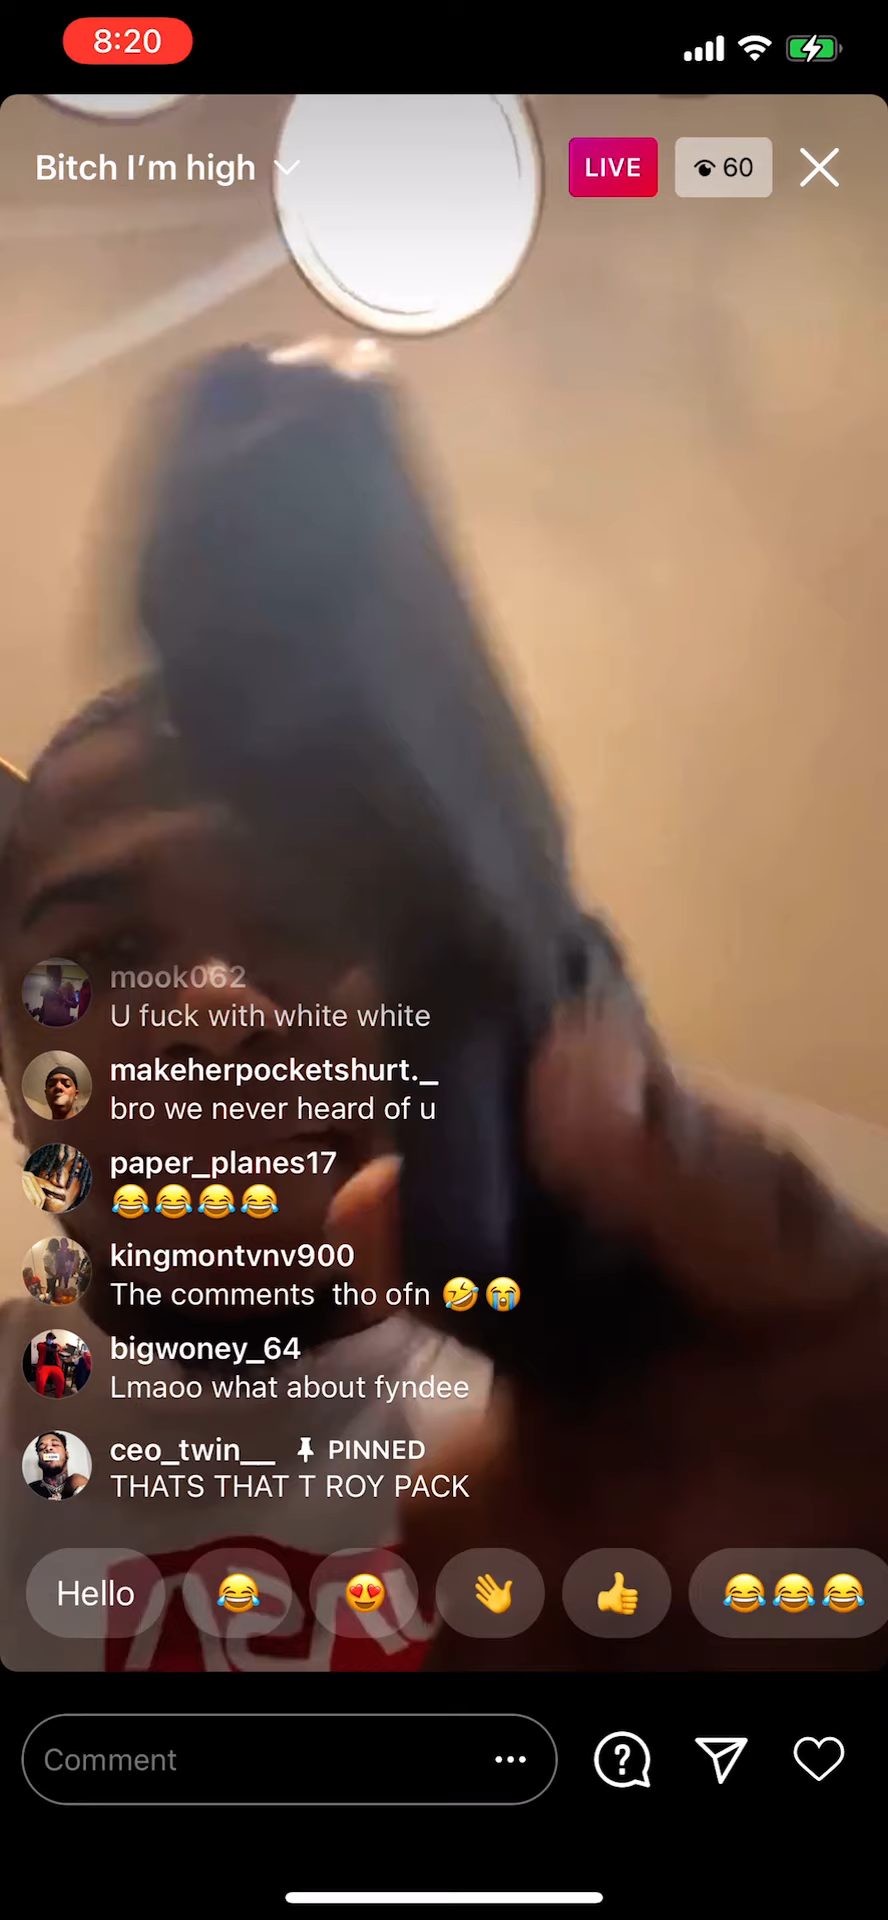 8:20
Bitch I’m high
LIVE
60
mook062
U fuck with white white
makeherpocketshurt._
bro we never heard of u
paper_planes17
😂😂😂😂
kingmontvnv900
The comments  tho ofn 🤣😭
bigwoney_64
Lmaoo what about fyndee
ceo_twin__ PINNED
THATS THAT T ROY PACK
Hello 😂 😍 👋 👍 😂😂😂
Comment